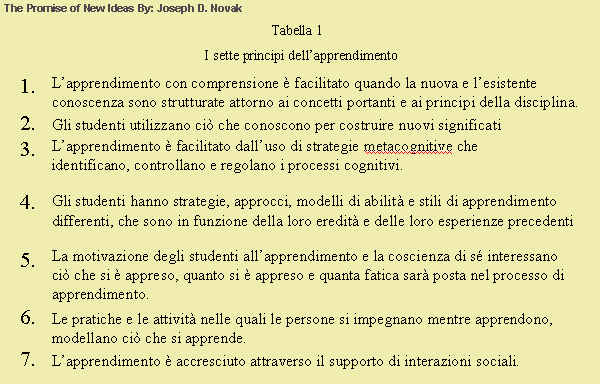 The Promise of New Ideas By: Joseph D. Novak
Tabella 1
I sette principi dell'apprendimento
1. L'apprendimento con comprensione è facilitato quando la nuova e l'esistente
conoscenza sono strutturate attorno ai concetti portanti e ai principi della disciplina.
2. Gli studenti utilizzano ciò che conoscono per costruire nuovi significati
3. L'apprendimento è facilitato dall'uso di strategie metacognitive che
identificano, controllano e regolano i processi cognitivi.
4. Gli studenti hanno strategie, approcci, modelli di abilità e stili di apprendimento
differenti, che sono in funzione della loro eredità e delle loro esperienze precedenti
5. La motivazione degli studenti all'apprendimento e la coscienza di sé interessano
ciò che si è appreso, quanto si è appreso e quanta fatica sarà posta nel processo di
apprendimento.
6. Le pratiche e le attività nelle quali le persone si impegnano mentre apprendono,
modellano ciò che si apprende.
7. L'apprendimento è accresciuto attraverso il supporto di interazioni sociali.